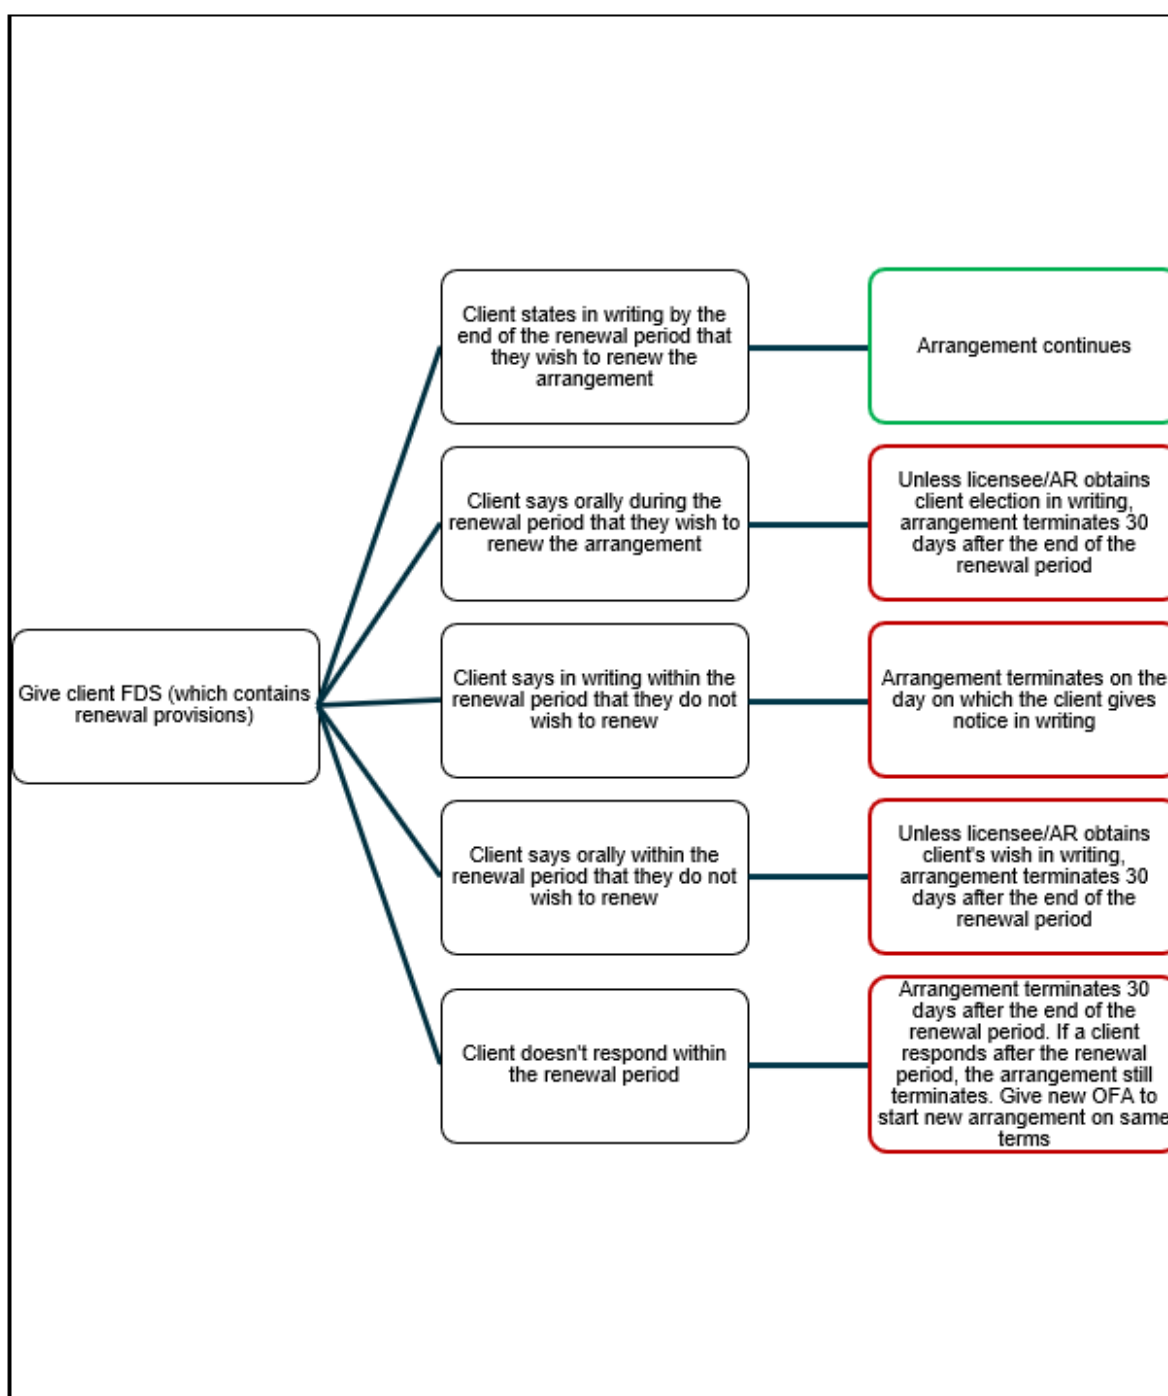 Client states in writing by the
end of the renewal period that
they wish to renew the
arrangement
Arrangement continues
Client says orally during the
renewal period that they wish to
renew the arrangement
Unless licensee/AR obtains
client election in writing,
arrangement terminates 30
days after the end of the
renewal period
Give client FDS (which contains
renewal provisions)
Client says in writing within the
renewal period that they do not
wish to renew
Arrangement terminates on the
day on which the client gives
notice in writing
Client says orally within the
renewal period that they do not
wish to renew
Unless licensee/AR obtains
client's wish in writing,
arrangement terminates 30
days after the end of the
renewal period
Client doesn't respond within
the renewal period
Arrangement terminates 30
days after the end of the
renewal period. If a client
responds after the renewal
period, the arrangement still
terminates. Give new OFA to
start new arrangement on same
terms